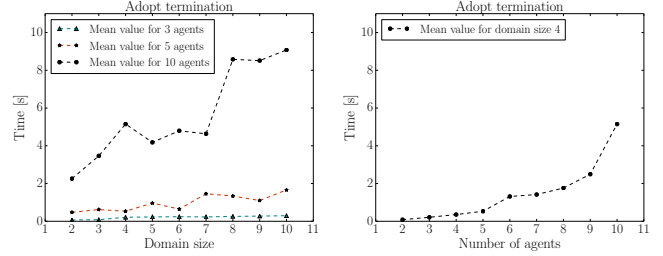 Adopt termination
Mean value for 3 agents
Mean value for 5 agents
Mean value for 10 agents
Time [s]
10
8
6
4
2
0
1 2 3 4 5 6 7 8 9 10 11
Domain size
Adopt termination
Mean value for domain size 4
Time [s]
10
8
6
4
2
0
1 2 3 4 5 6 7 8 9 10 11
Number of agents